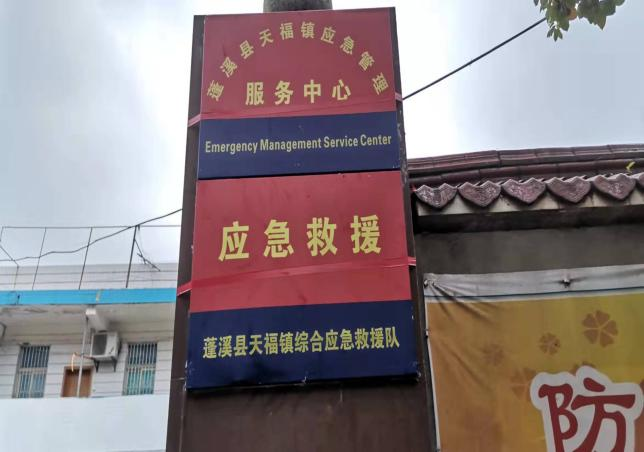 蓬溪县天福镇应急管理
服务中心
Emergency Management Service Center
应急救援
蓬溪县天福镇综合应急救援队
防